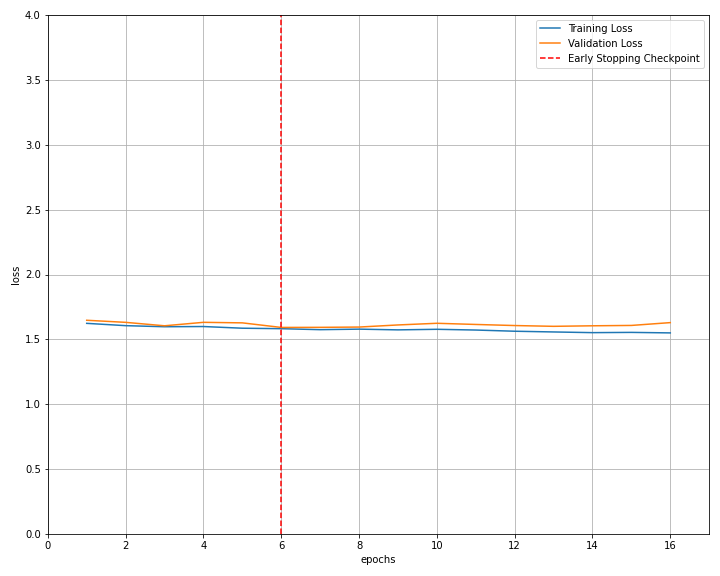 4.0
3.5
3.0
2.5
2.0
1.5
1.0
0.5
0.0
loss
Training Loss
Validation Loss
Early Stopping Checkpoint
0 2 4 6 8 10 12 14 16
epochs